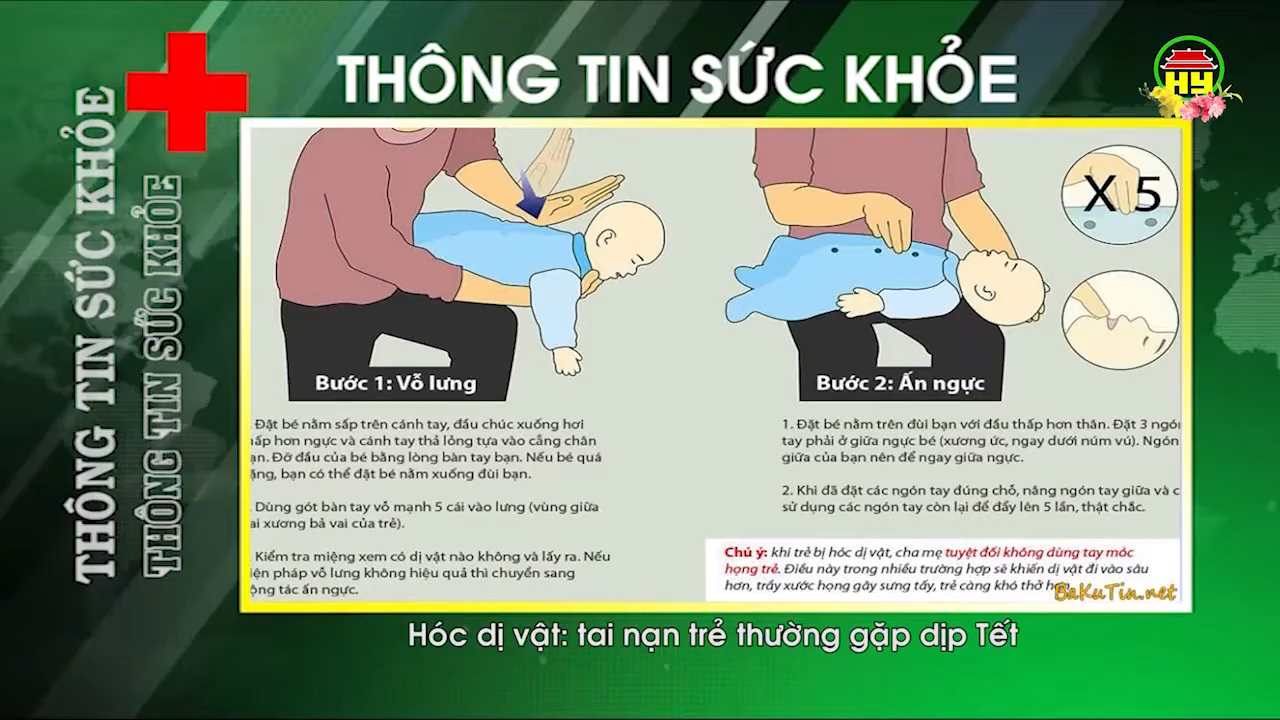 THÔNG TIN SỨC KHỎE
HY
THÔNG TIN SỨC KHỎE
THÔNG TIN SỨC KHỎE
X 5
Bước 1: Vỗ lưng
Đặt bé nằm sấp trên cánh tay, đầu chúc xuống hơi
hơn ngực và cánh tay thả lỏng tựa vào cẳng chân
Đỡ đầu của bé bằng lòng bàn tay bạn. Nếu bé quá
bạn có thể đặt bé nằm xuống đùi bạn.
Dùng gót bàn tay vỗ mạnh 5 cái vào lưng (vùng giữa
xương bả vai của trẻ).
Kiểm tra miệng xem có dị vật nào không và lấy ra. Nếu
pháp vỗ lưng không hiệu quả thì chuyển sang
tác ấn ngực.
Bước 2: Ấn ngực
1. Đặt bé nằm trên đùi bạn với đầu thấp hơn thân. Đặt 3 ngón
tay phải ở giữa ngực bé (xương ức, ngay dưới núm vú). Ngón
giữa của bạn nên để ngay giữa ngực.
2. Khi đã đặt các ngón tay đúng chỗ, nâng ngón tay giữa và
sử dụng các ngón tay còn lại để đẩy lên 5 lần, thật chắc.
Chú ý: khi trẻ bị hóc dị vật, cha mẹ tuyệt đối không dùng tay móc
họng trẻ. Điều này trong nhiều trường hợp sẽ khiến dị vật đi vào sâu
hơn, trầy xước họng gây sưng tấy, trẻ càng khó thở hơn.
BaKuTin.net
Hóc dị vật: tai nạn trẻ thường gặp dịp Tết